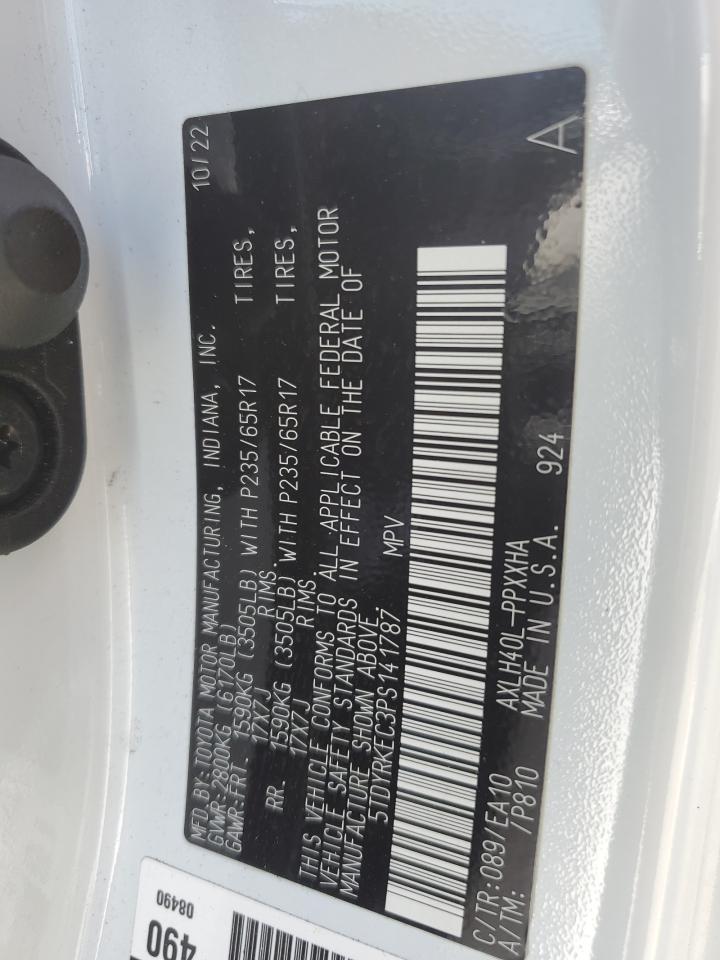 MFD. BY: TOYOTA MOTOR MANUFACTURING, INDIANA, INC. 10/22
GVWR- 2800KG (6170LB)
GAWR: FRT - 1590KG (3505LB) WITH P235/65R17 TIRES,
17X7J RIMS.
RR. - 1590KG (3505LB) WITH P235/65R17 TIRES,
17X7J RIMS.
THIS VEHICLE CONFORMS TO ALL APPLICABLE FEDERAL MOTOR
VEHICLE SAFETY STANDARDS IN EFFECT ON THE DATE OF
MANUFACTURE SHOWN ABOVE.
5TDYRKEC3PS141787 MPV
C/TR: 089/EA10 AXLH40L-PPXXHA 924 A
A/TM: /P810 MADE IN U.S.A.
08490
490